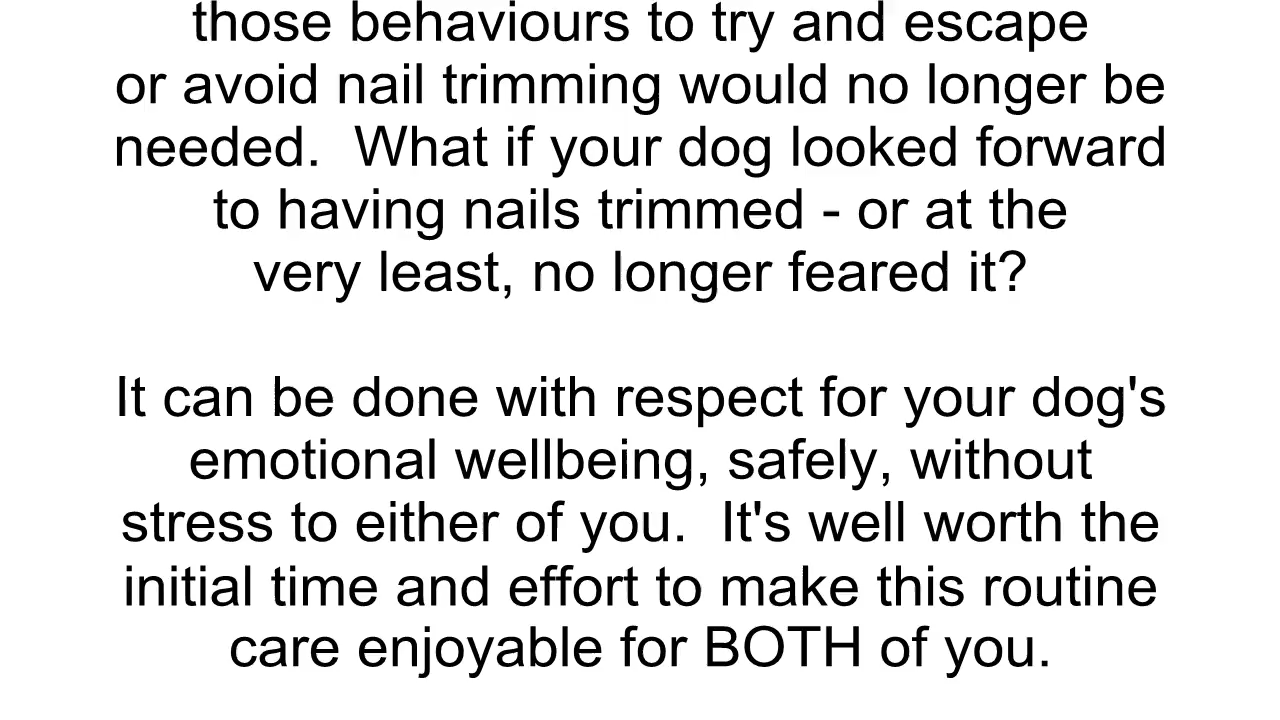 those behaviours to try and escape
or avoid nail trimming would no longer be
needed.  What if your dog looked forward
to having nails trimmed - or at the
very least, no longer feared it?
It can be done with respect for your dog's
emotional wellbeing, safely, without
stress to either of you.  It's well worth the
initial time and effort to make this routine
care enjoyable for BOTH of you.